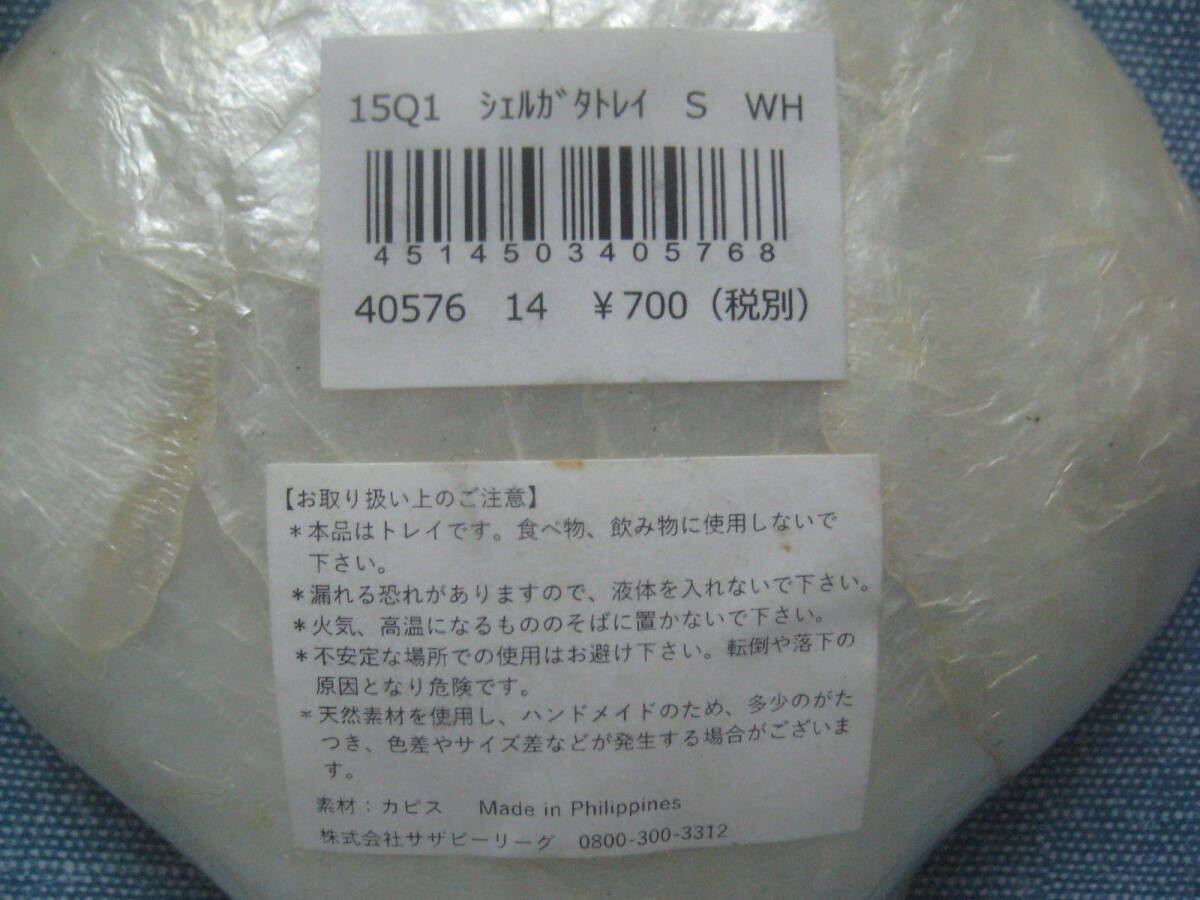 15Q1 ｼｪﾙｶﾞﾀﾄﾚｲ S WH
4514503405768
40576 14 ￥700（税別）
【お取り扱い上のご注意】
＊本品はトレイです。食べ物、飲み物に使用しないで
下さい。
＊漏れる恐れがありますので、液体を入れないで下さい。
＊火気、高温になるもののそばに置かないで下さい。
＊不安定な場所での使用はお避け下さい。転倒や落下の
原因となり危険です。
＊天然素材を使用し、ハンドメイドのため、多少のがた
つき、色差やサイズ差などが発生する場合がございま
す。
素材：カピス Made in Philippines
株式会社サザビーリーグ 0800-300-3312